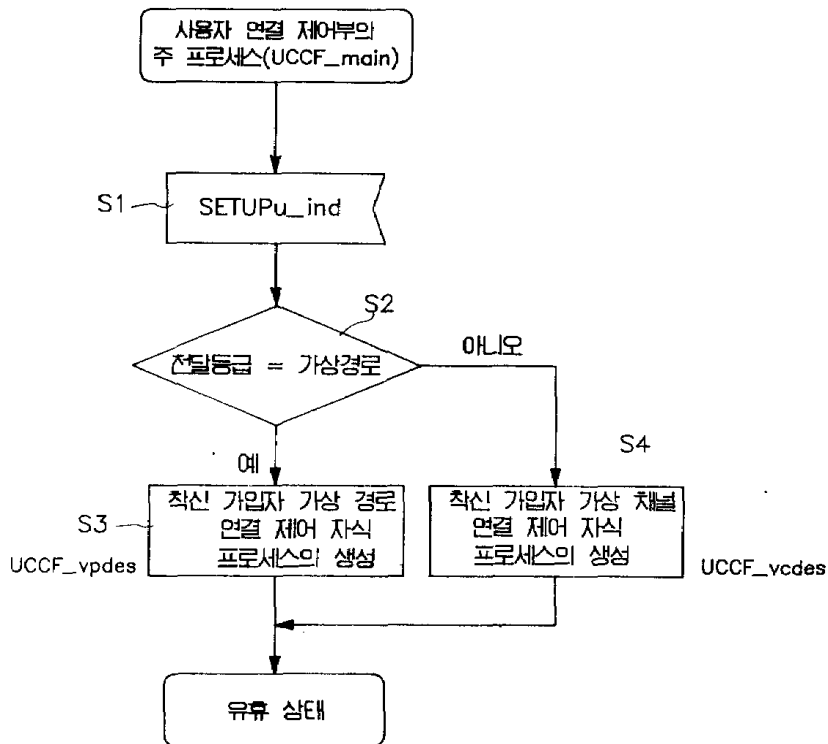 사용자 연결 제어부의
주 프로세스(UCCF_main)
S1
SETUPu_ind
S2
전달등급 = 가상경로
아니오
예
S4
S3
착신 가입자 가상 경로
연결 제어 자식
프로세스의 생성
UCCF_vpdes
착신 가입자 가상 채널
연결 제어 자식
프로세스의 생성
UCCF_vcdes
유휴 상태